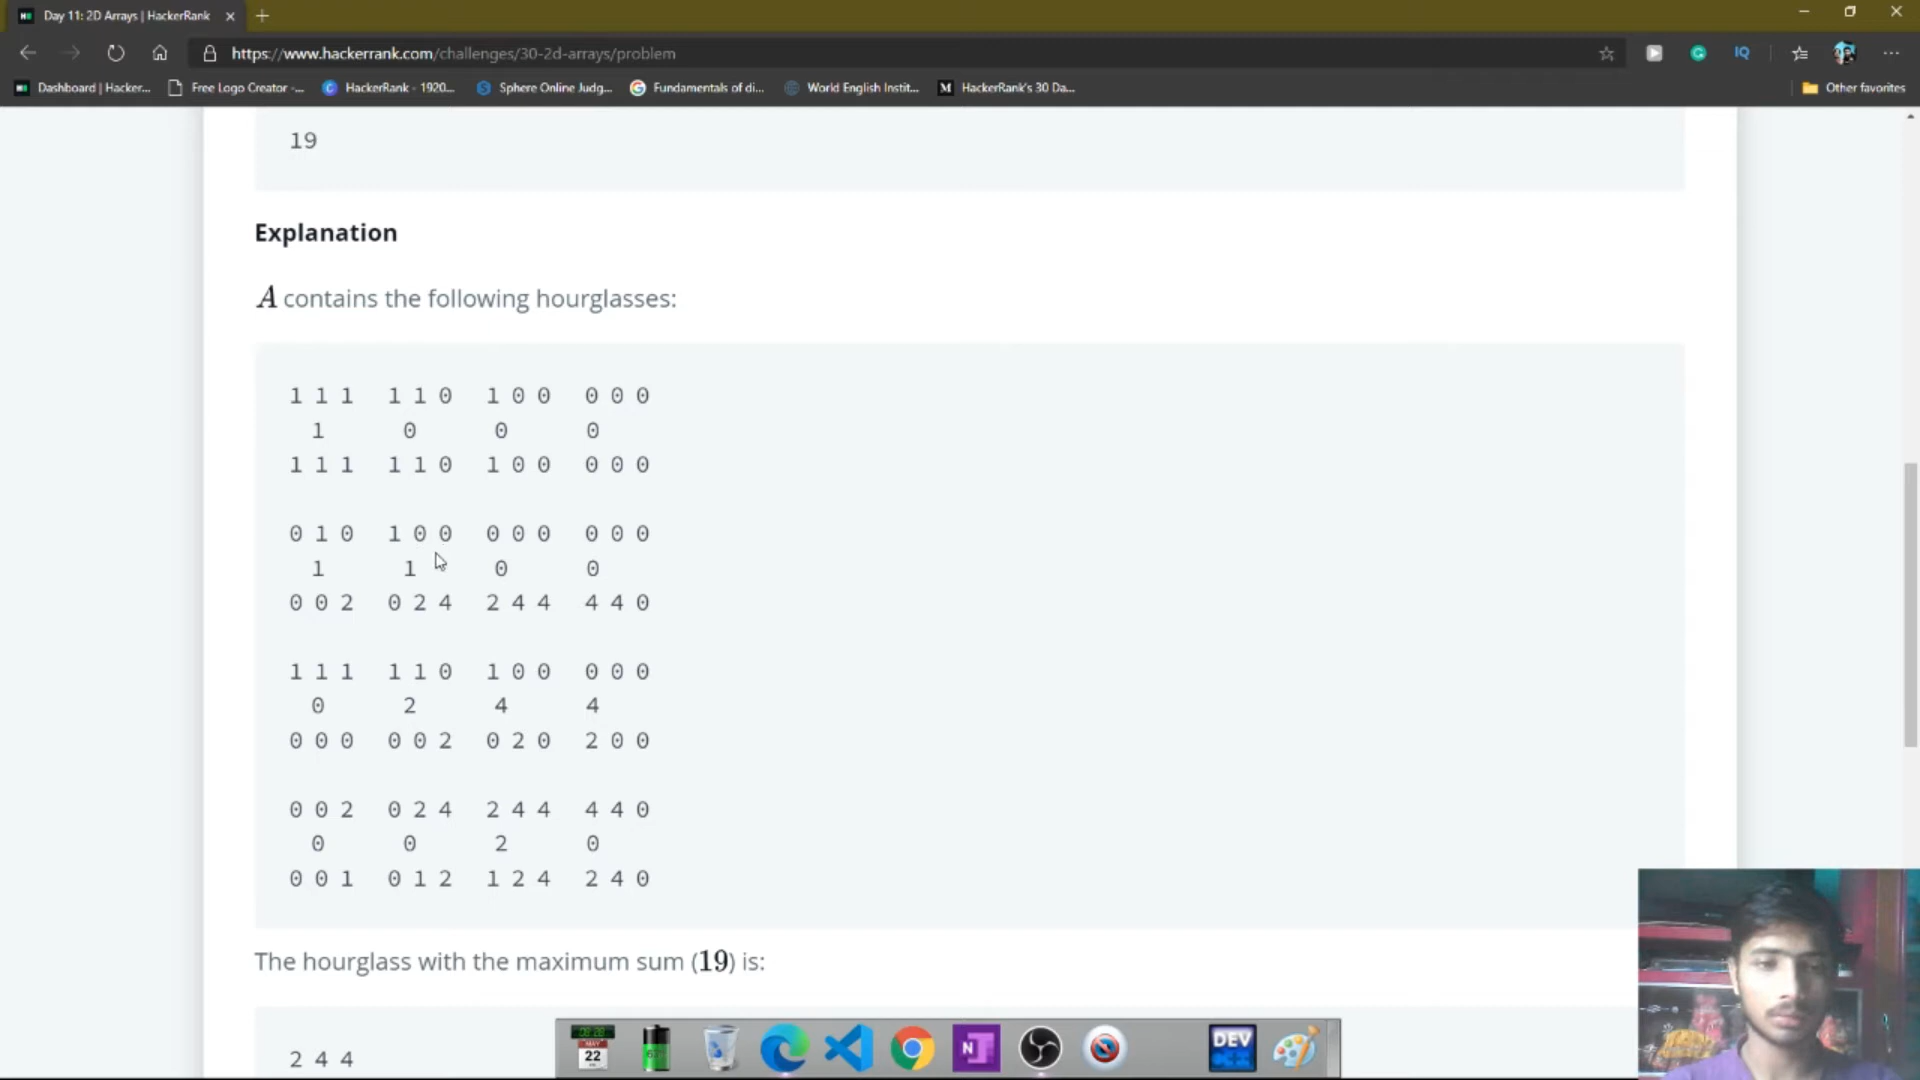 Day 11: 2D Arrays | HackerRank
https://www.hackerrank.com/challenges/30-2d-arrays/problem
IQ
Dashboard | Hacker...
Free Logo Creator -...
HackerRank - 1920...
Sphere Online Judg...
Fundamentals of di...
World English Instit...
M HackerRank's 30 Da...
Other favorites
19
Explanation
A contains the following hourglasses:
1 1 1 1 1 0 1 0 0 0 0 0
1 0 0 0
1 1 1 1 1 0 1 0 0 0 0 0
0 1 0 1 0 0 0 0 0 0 0 0
1 1 0 0
0 0 2 0 2 4 2 4 4 4 4 0
1 1 1 1 1 0 1 0 0 0 0 0
0 2 4 4
0 0 0 0 0 2 0 2 0 2 0 0
0 0 2 0 2 4 2 4 4 4 4 0
0 0 2 0
0 0 1 0 1 2 1 2 4 2 4 0
The hourglass with the maximum sum (19) is:
2 4 4
MAY
22
N
DEV